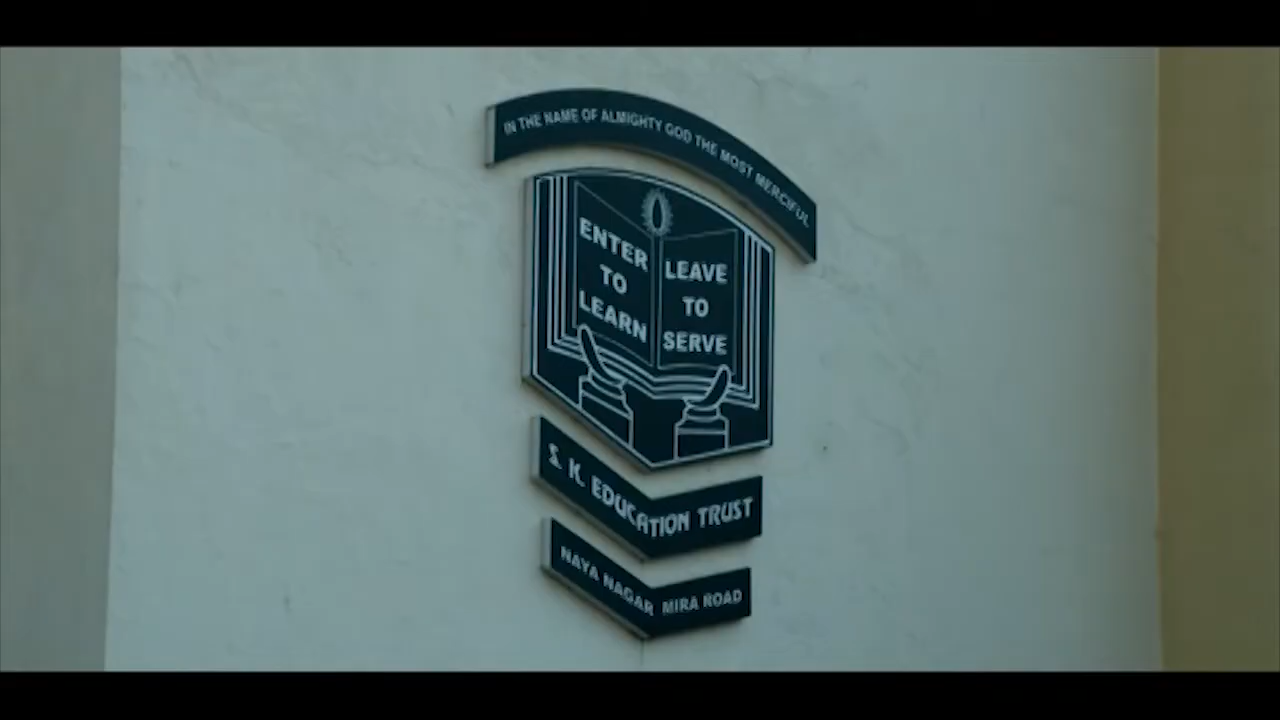 IN THE NAME OF ALMIGHTY GOD THE MOST MERCIFUL
ENTER
TO
LEARN
LEAVE
TO
SERVE
S. K. EDUCATION TRUST
NAYA NAGAR MIRA ROAD